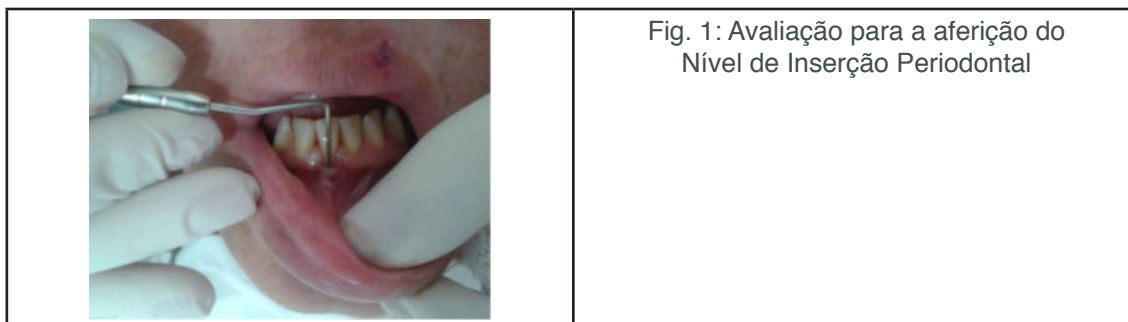 Fig. 1: Avaliação para a aferição do
Nível de Inserção Periodontal